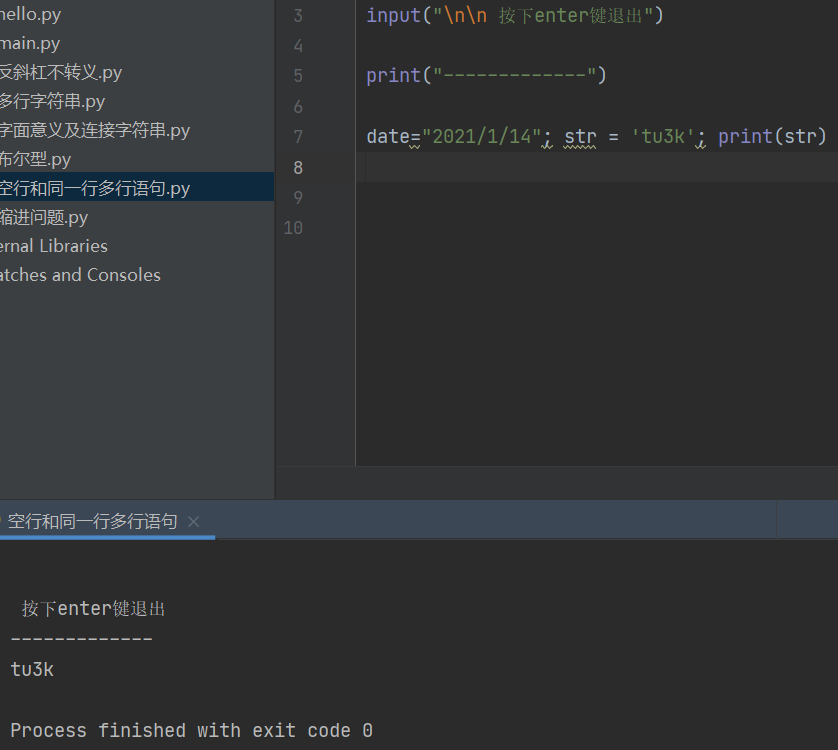 hello.py
main.py
反斜杠不转义.py
多行字符串.py
字面意义及连接字符串.py
布尔型.py
空行和同一行多行语句.py
缩进问题.py
ernal Libraries
atches and Consoles
3 input("\n\n 按下enter键退出")
4
5 print("-------------")
6
7 date="2021/1/14"; str = 'tu3k'; print(str)
8
9
10
空行和同一行多行语句
按下enter键退出
-------------
tu3k
Process finished with exit code 0